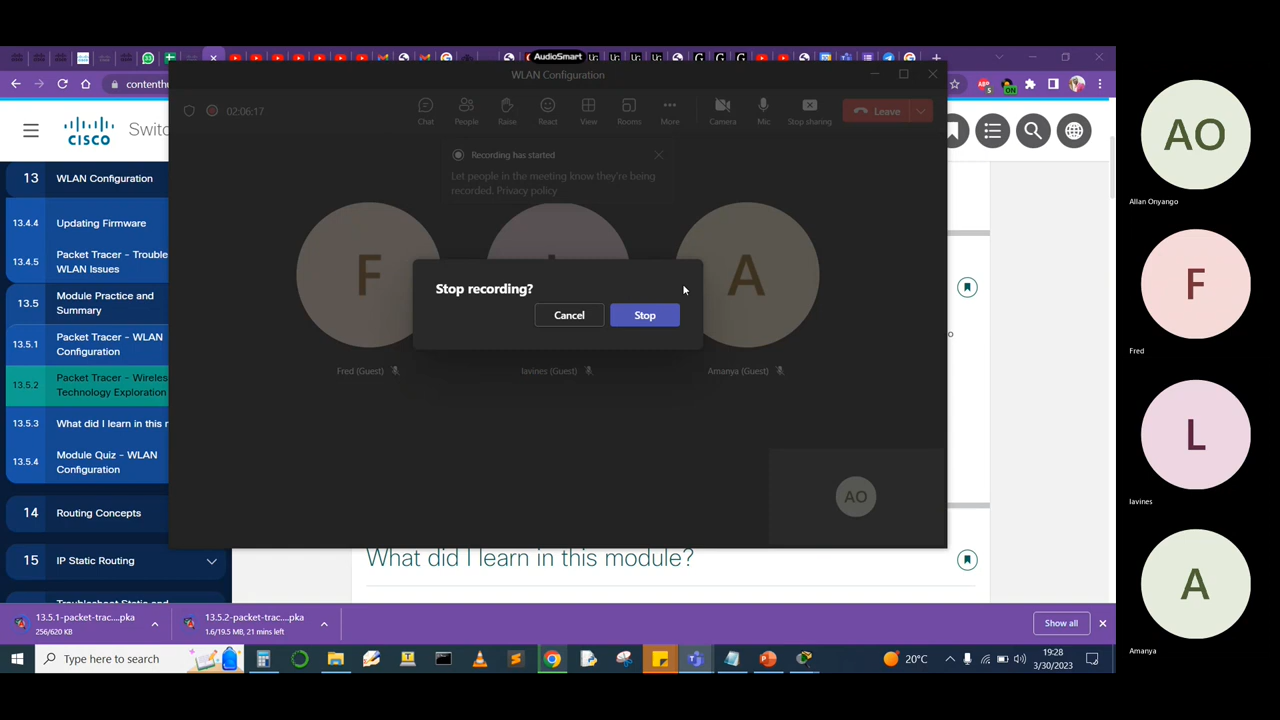 AudioSmart
contenthu
WLAN Configuration
02:06:17
Chat
People
Raise
React
View
Rooms
More
Camera
Mic
Stop sharing
Leave
CISCO
Switc
Recording has started
Let people in the meeting know they're being
recorded. Privacy policy
13 WLAN Configuration
13.4.4 Updating Firmware
13.4.5 Packet Tracer – Trouble
WLAN Issues
13.5 Module Practice and
Summary
13.5.1 Packet Tracer – WLAN
Configuration
13.5.2 Packet Tracer – Wireles
Technology Exploration
13.5.3 What did I learn in this r
13.5.4 Module Quiz – WLAN
Configuration
14 Routing Concepts
15 IP Static Routing
F
A
Stop recording?
Cancel
Stop
Fred (Guest)
lavines (Guest)
Amanya (Guest)
AO
What did I learn in this module?
13.5.1-packet-trac....pka
256/620 KB
13.5.2-packet-trac....pka
1.6/19.5 MB, 21 mins left
Show all
Type here to search
20°C
19:28
3/30/2023
AO
Allan Onyango
F
Fred
L
lavines
A
Amanya